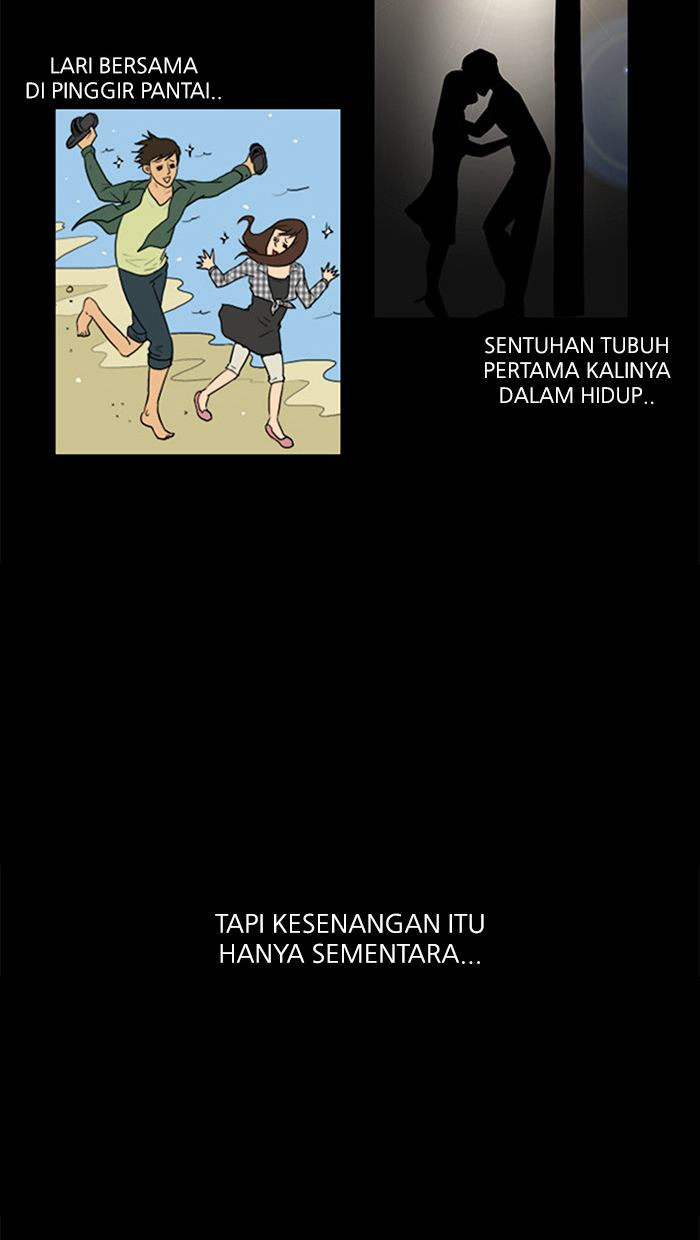 LARI BERSAMA
DI PINGGIR PANTAI..
SENTUHAN TUBUH
PERTAMA KALINYA
DALAM HIDUP..
TAPI KESENANGAN ITU
HANYA SEMENTARA...